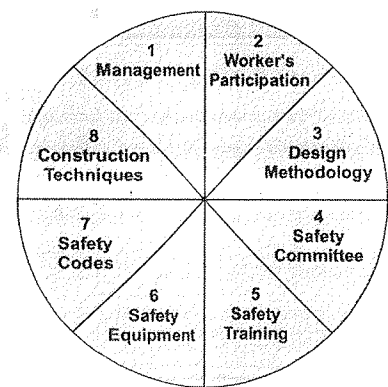 1
Management
2
Worker's
Participation
3
Design
Methodology
4
Safety
Committee
5
Safety
Training
6
Safety
Equipment
7
Safety
Codes
8
Construction
Techniques